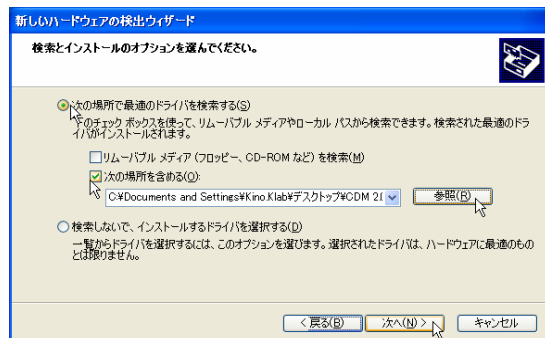 新しいハードウェアの検出ウィザード
検索とインストールのオプションを選んでください。
次の場所で最適のドライバを検索する(S)
下のチェック ボックスを使って、リムーバブル メディアやローカル パスから検索できます。検索された最適のドラ
イバがインストールされます。
リムーバブル メディア (フロッピー、CD-ROM など) を検索(M)
次の場所を含める(O):
C:¥Documents and Settings¥Kino.Klab¥デスクトップ¥CDM 2(
参照(R)
検索しないで、インストールするドライバを選択する(D)
一覧からドライバを選択するには、このオプションを選びます。選択されたドライバは、ハードウェアに最適のもの
とは限りません。
< 戻る(B)
次へ(N) >
キャンセル